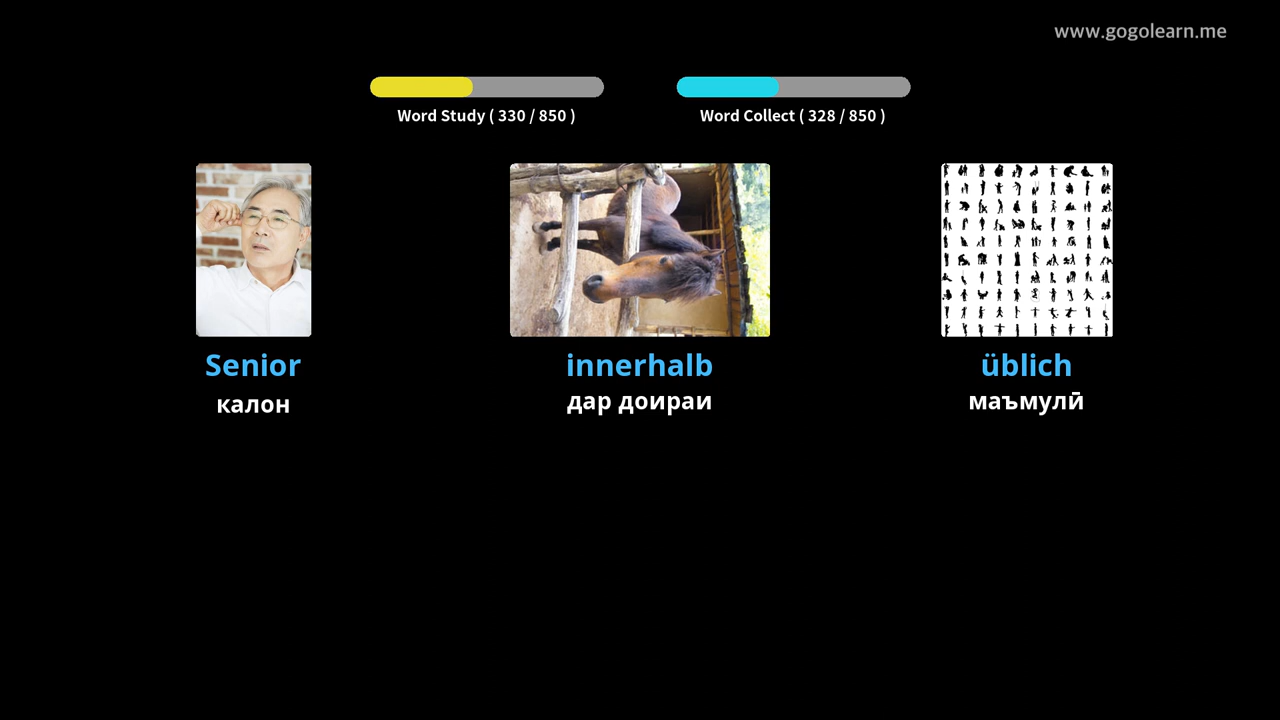 www.gogolearn.me
Word Study ( 330 / 850 )
Word Collect ( 328 / 850 )
Senior
калон
innerhalb
дар доираи
üblich
маъмулӣ